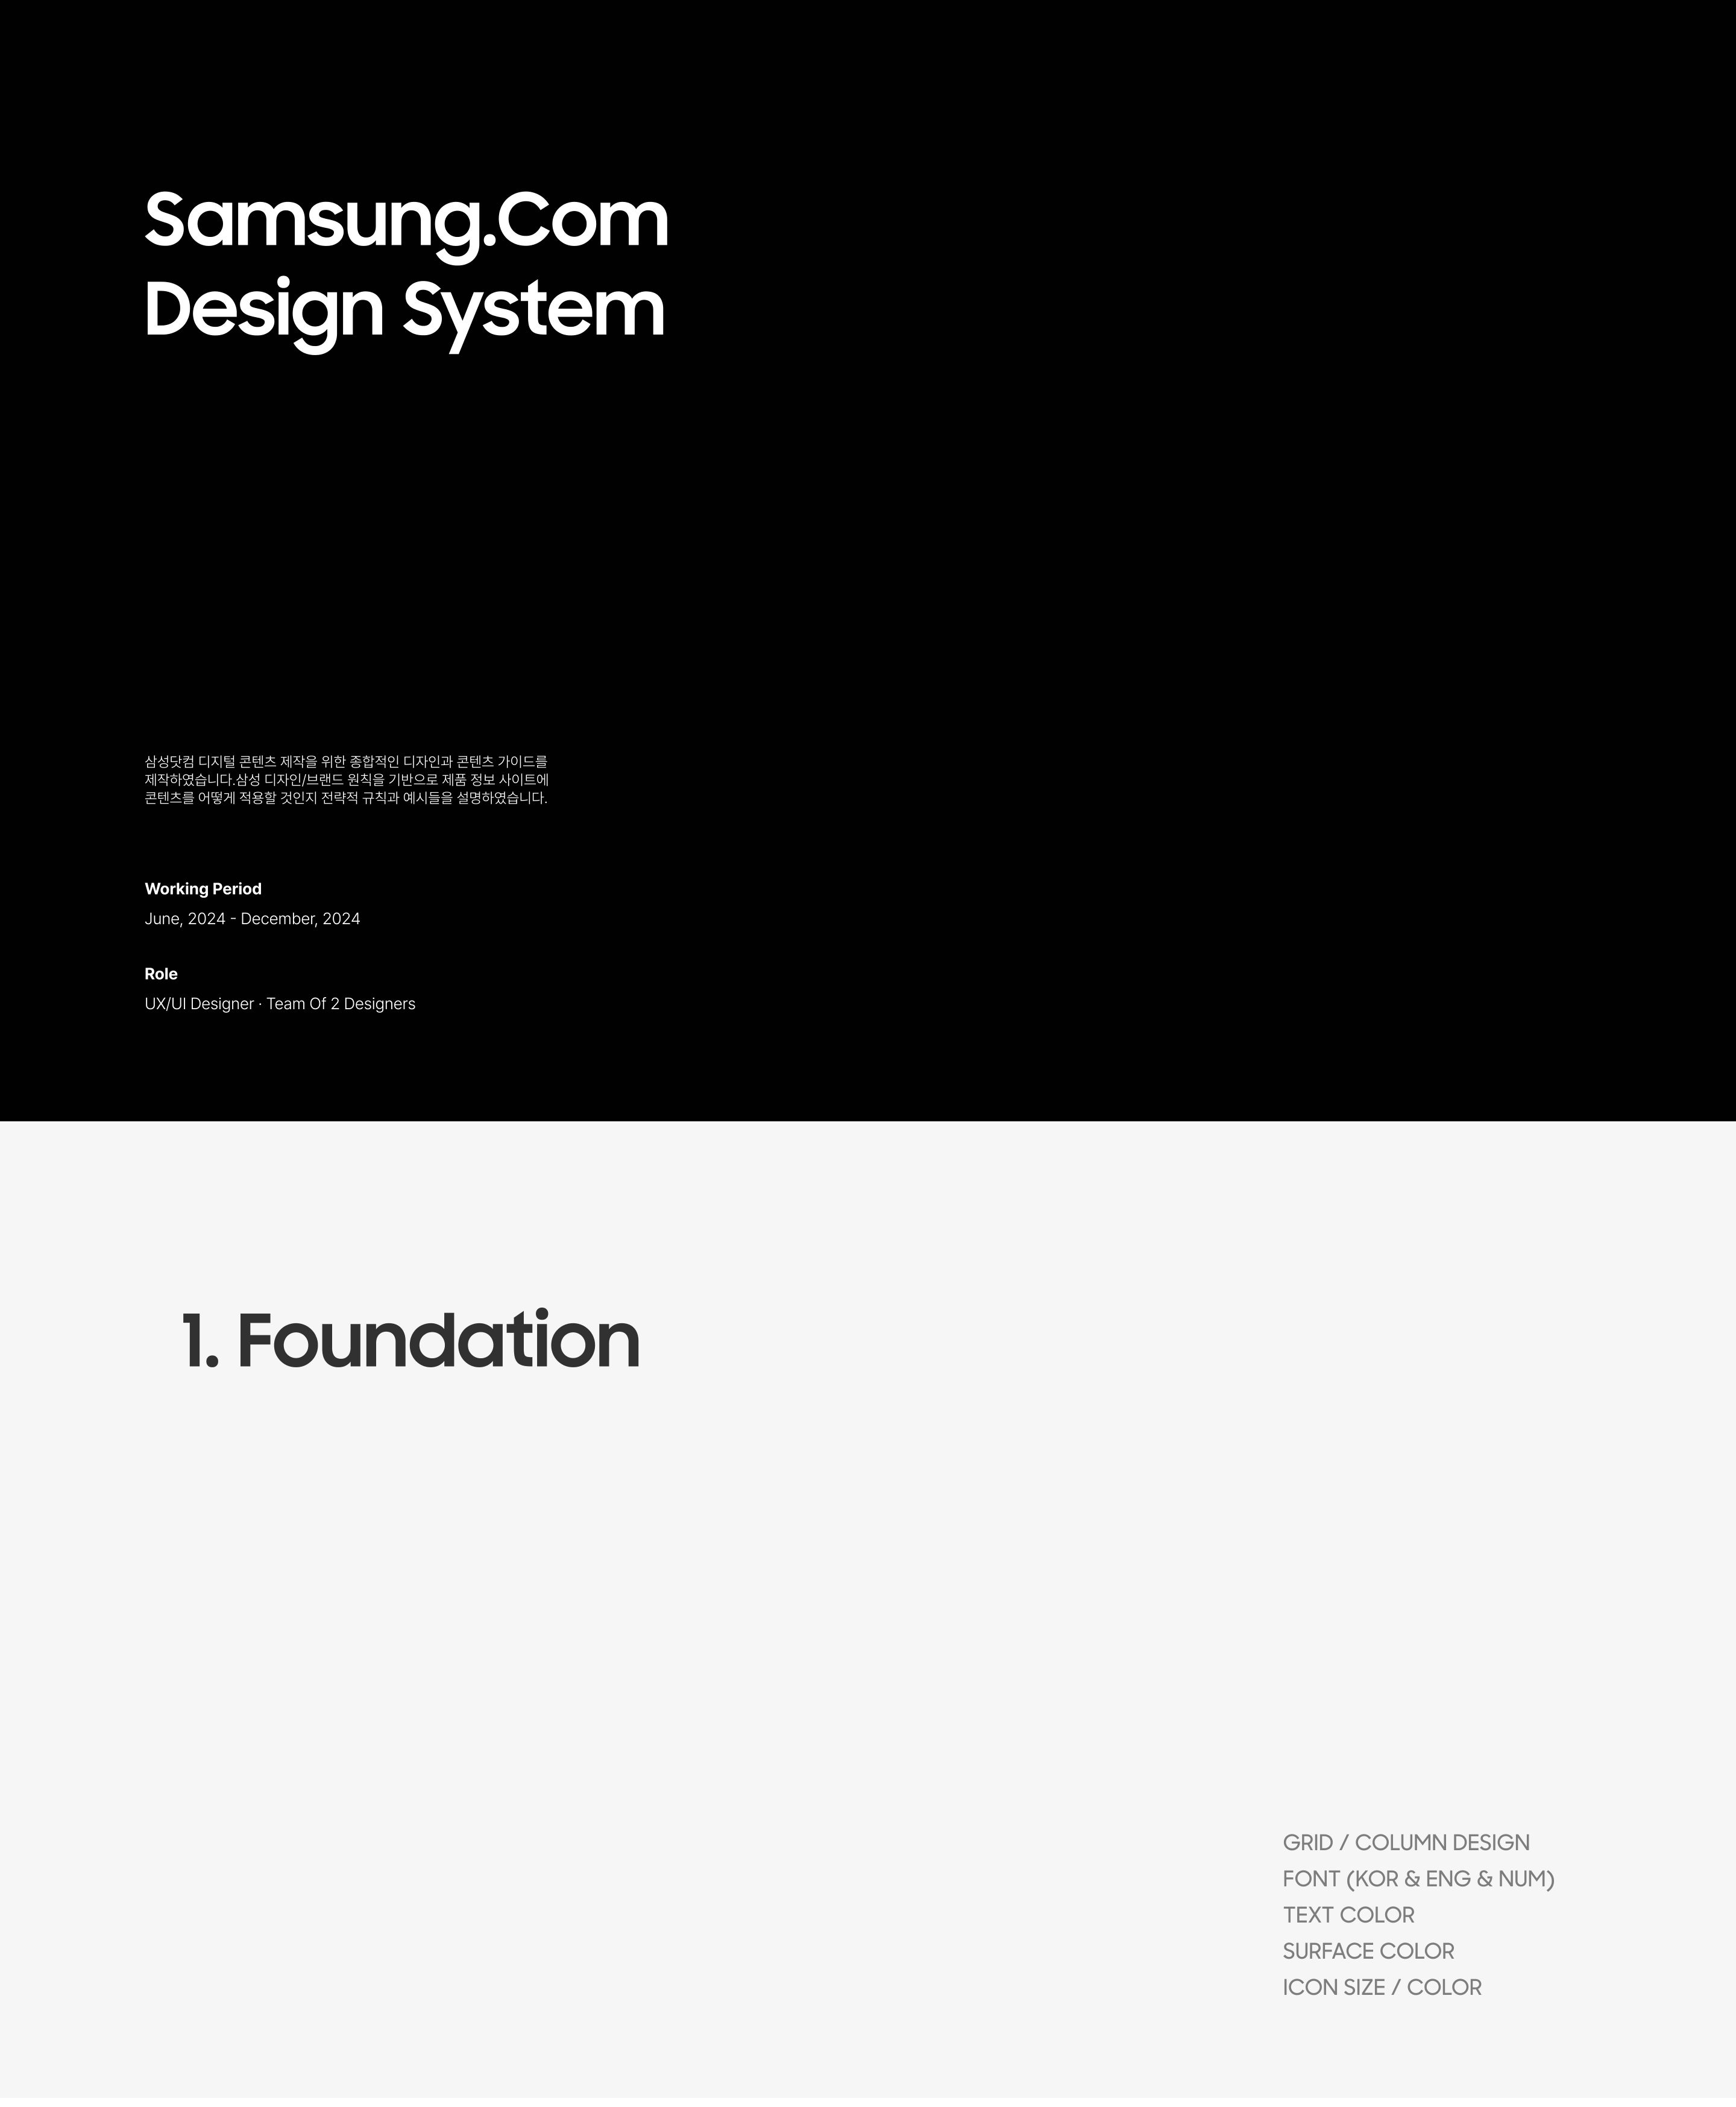 Samsung.Com
Design System
삼성닷컴 디지털 콘텐츠 제작을 위한 종합적인 디자인과 콘텐츠 가이드를
제작하였습니다.삼성 디자인/브랜드 원칙을 기반으로 제품 정보 사이트에
콘텐츠를 어떻게 적용할 것인지 전략적 규칙과 예시들을 설명하였습니다.
Working Period
June, 2024 - December, 2024
Role
UX/UI Designer · Team Of 2 Designers
1. Foundation
GRID / COLUMN DESIGN
FONT (KOR & ENG & NUM)
TEXT COLOR
SURFACE COLOR
ICON SIZE / COLOR